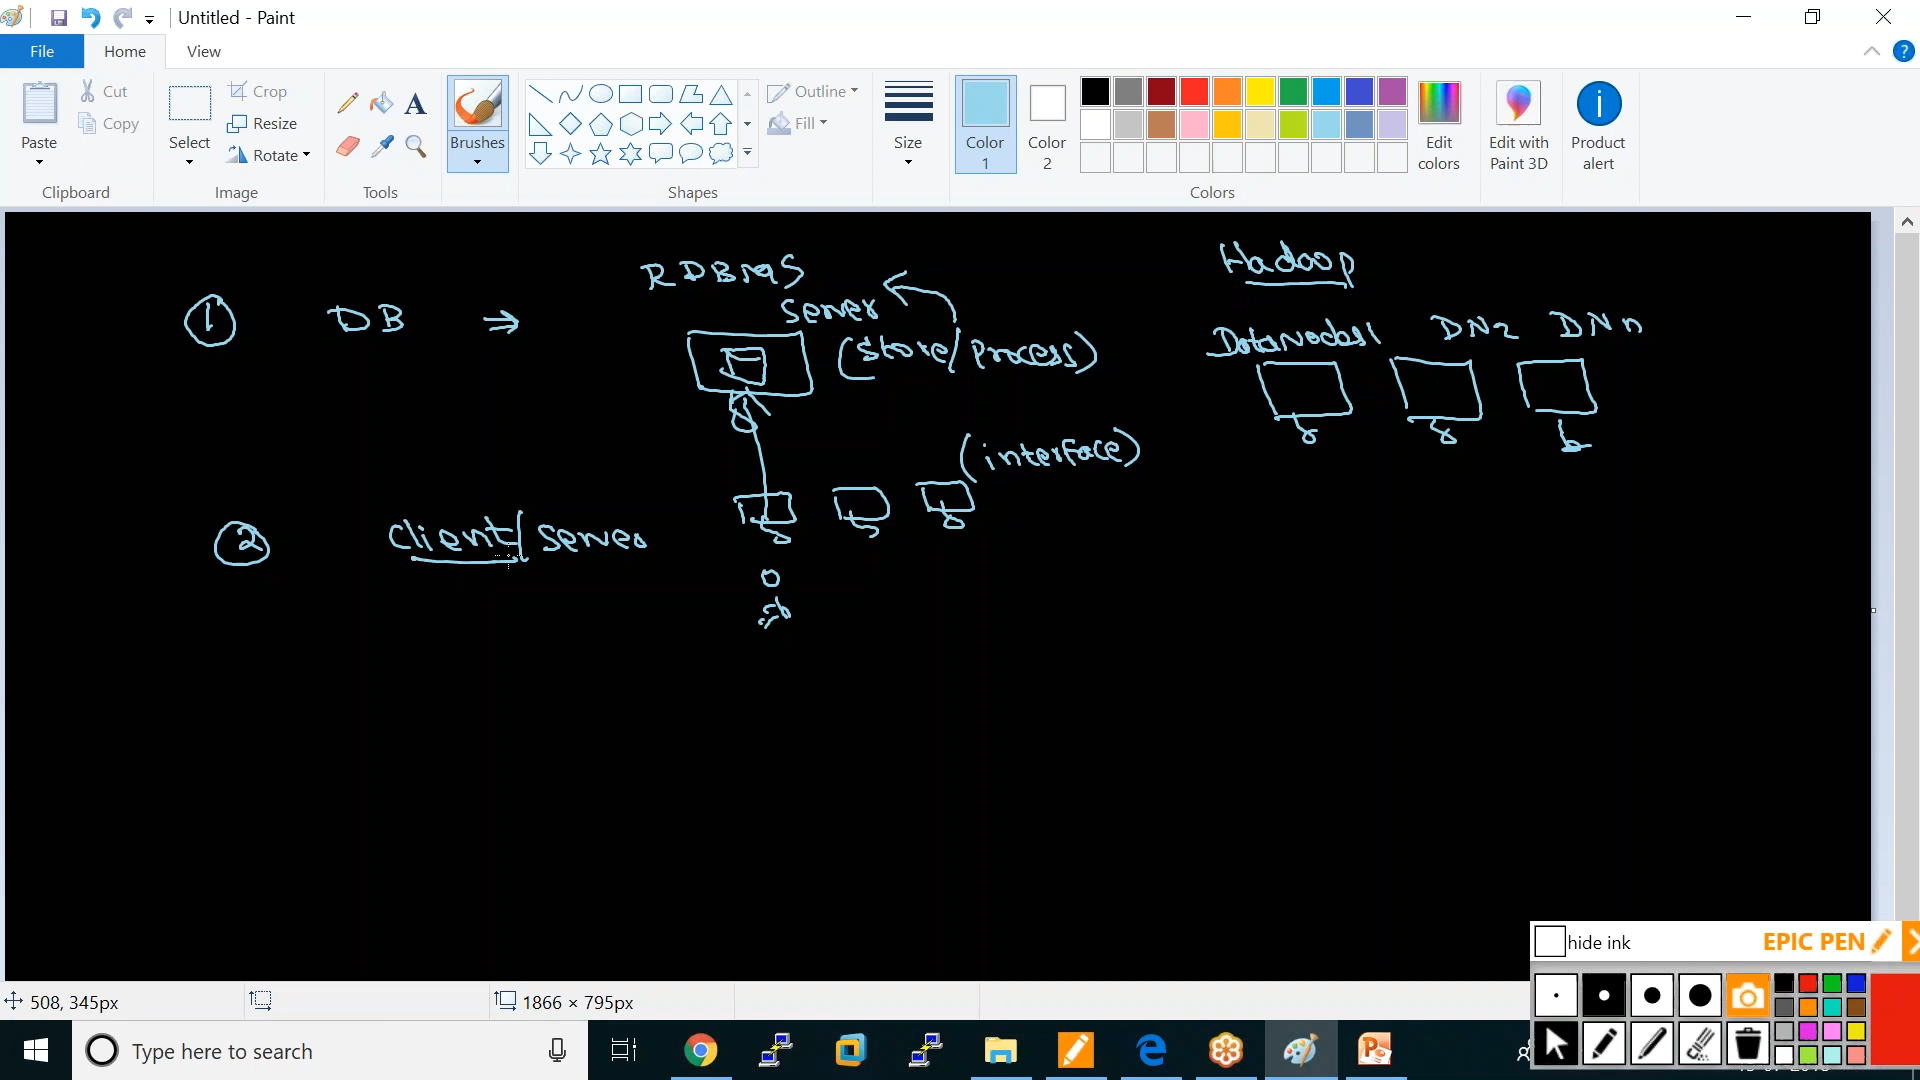 Untitled - Paint
File Home View
Paste Cut Copy Clipboard
Select Crop Resize Rotate Image
Tools
Brushes
Shapes
Outline Fill
Size
Color 1
Color 2
Colors
Edit colors
Edit with Paint 3D
Product alert
RDBMS Hadoop
① DB → Server
(Store/process)
DataNodes1 DN2 DNn
(interface)
② Client/Server
hide ink EPIC PEN
508, 345px 1866 × 795px
Type here to search